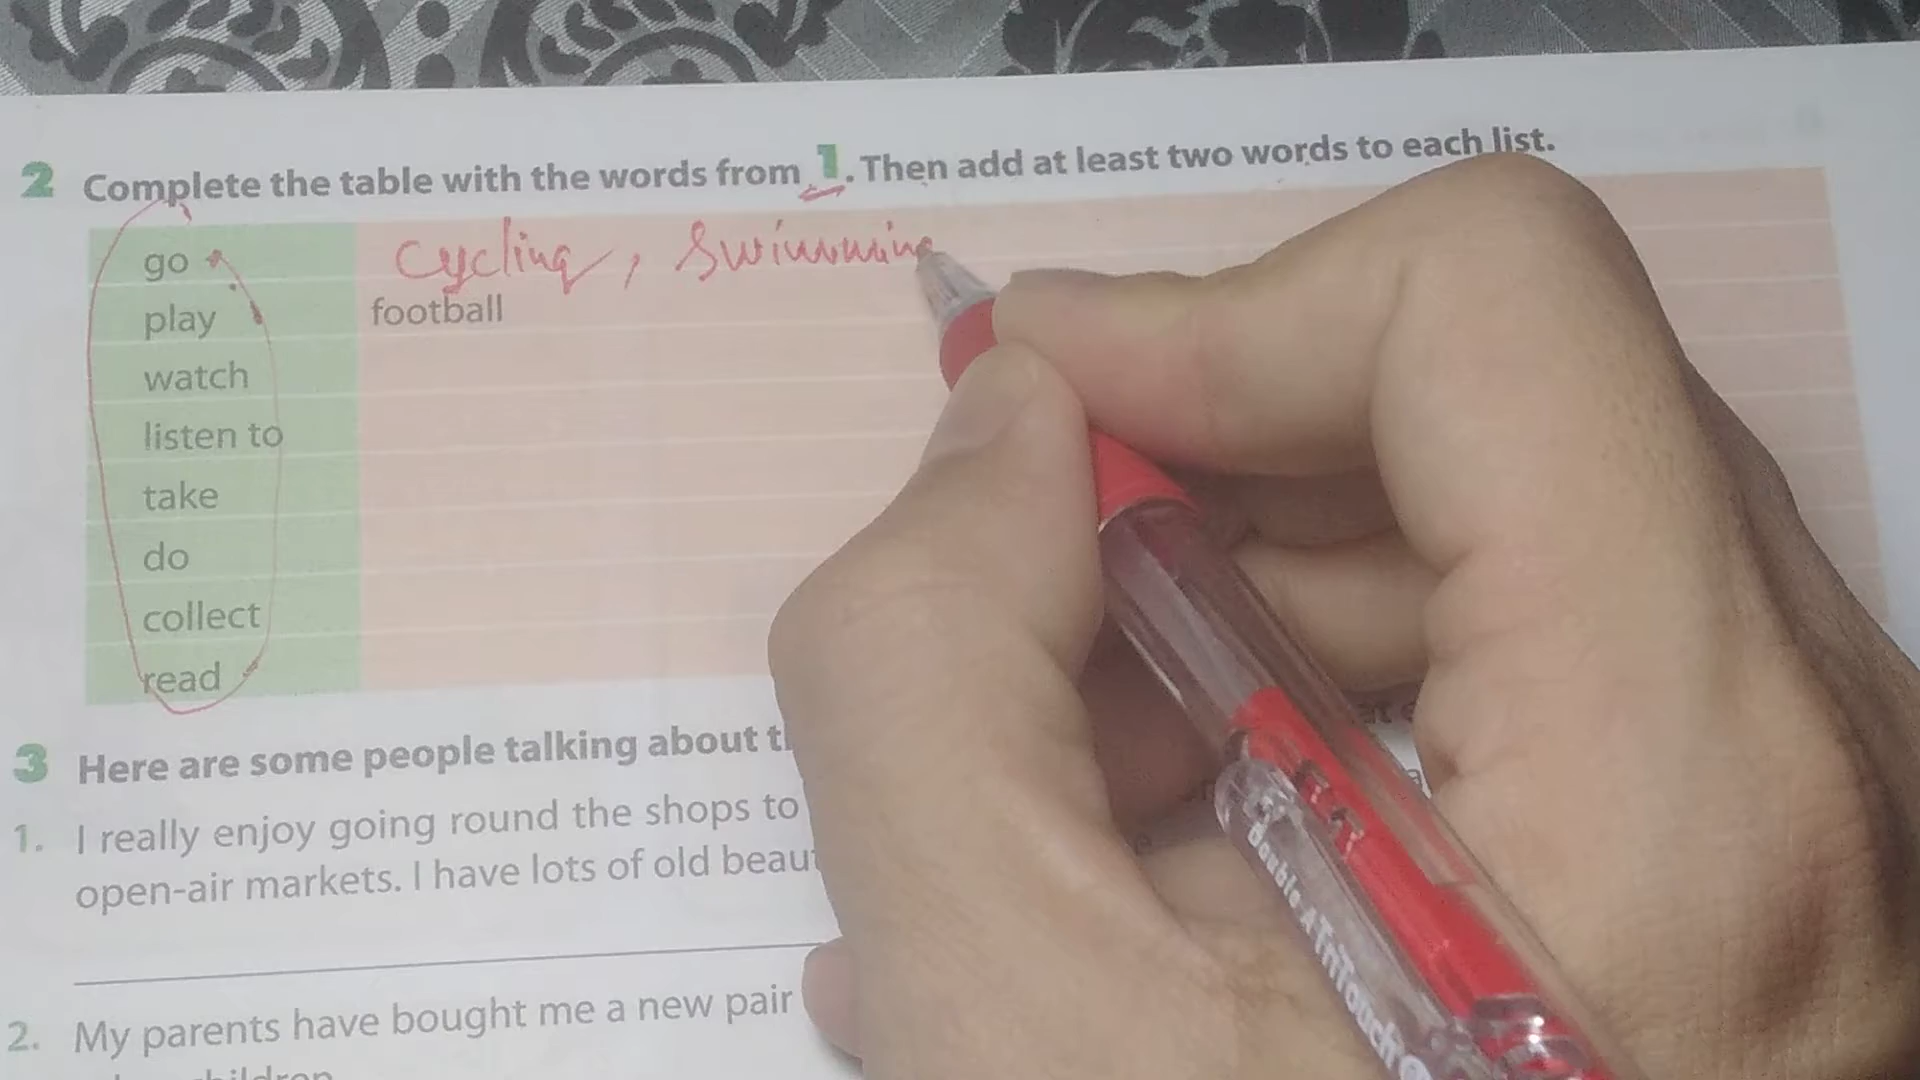 2 Complete the table with the words from 1. Then add at least two words to each list.
go cycling, swimming
play football
watch
listen to
take
do
collect
read
3 Here are some people talking about
1. I really enjoy going round the shops to
open-air markets. I have lots of old
2. My parents have bought me a new pair
Double A TriTouch